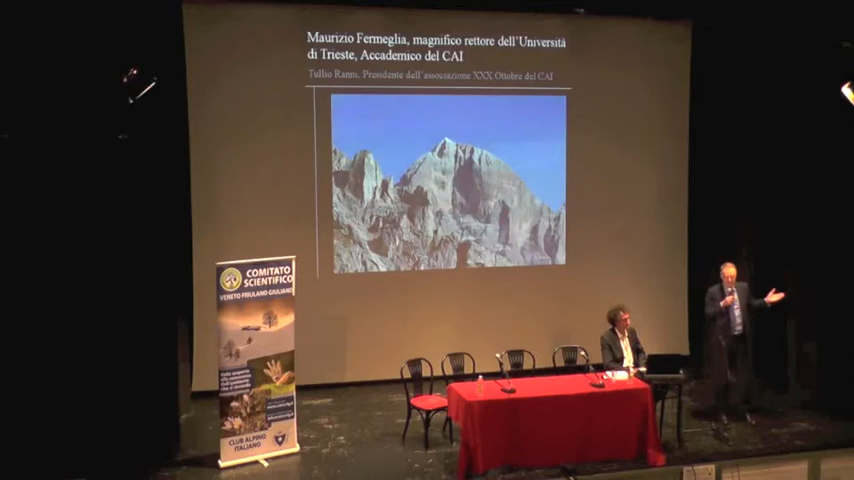 Maurizio Fermeglia, magnifico rettore dell'Università
di Trieste, Accademico del CAI
Tullio Ranni, Presidente dell'associazione XXX Ottobre del CAI
COMITATO
SCIENTIFICO
VENETO FRIULANO GIULIANO
CLUB ALPINO
ITALIANO